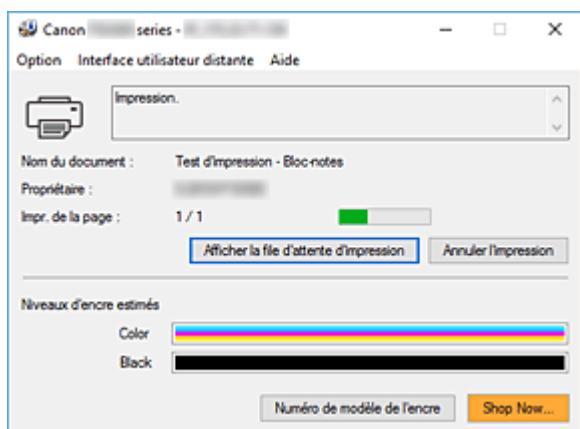 Canon series -
Option Interface utilisateur distante Aide
Impression.
Nom du document : Test d'impression - Bloc-notes
Propriétaire :
Impr. de la page : 1 / 1
Afficher la file d'attente d'impression Annuler l'impression
Niveaux d'encre estimés
Color
Black
Numéro de modèle de l'encre Shop Now...